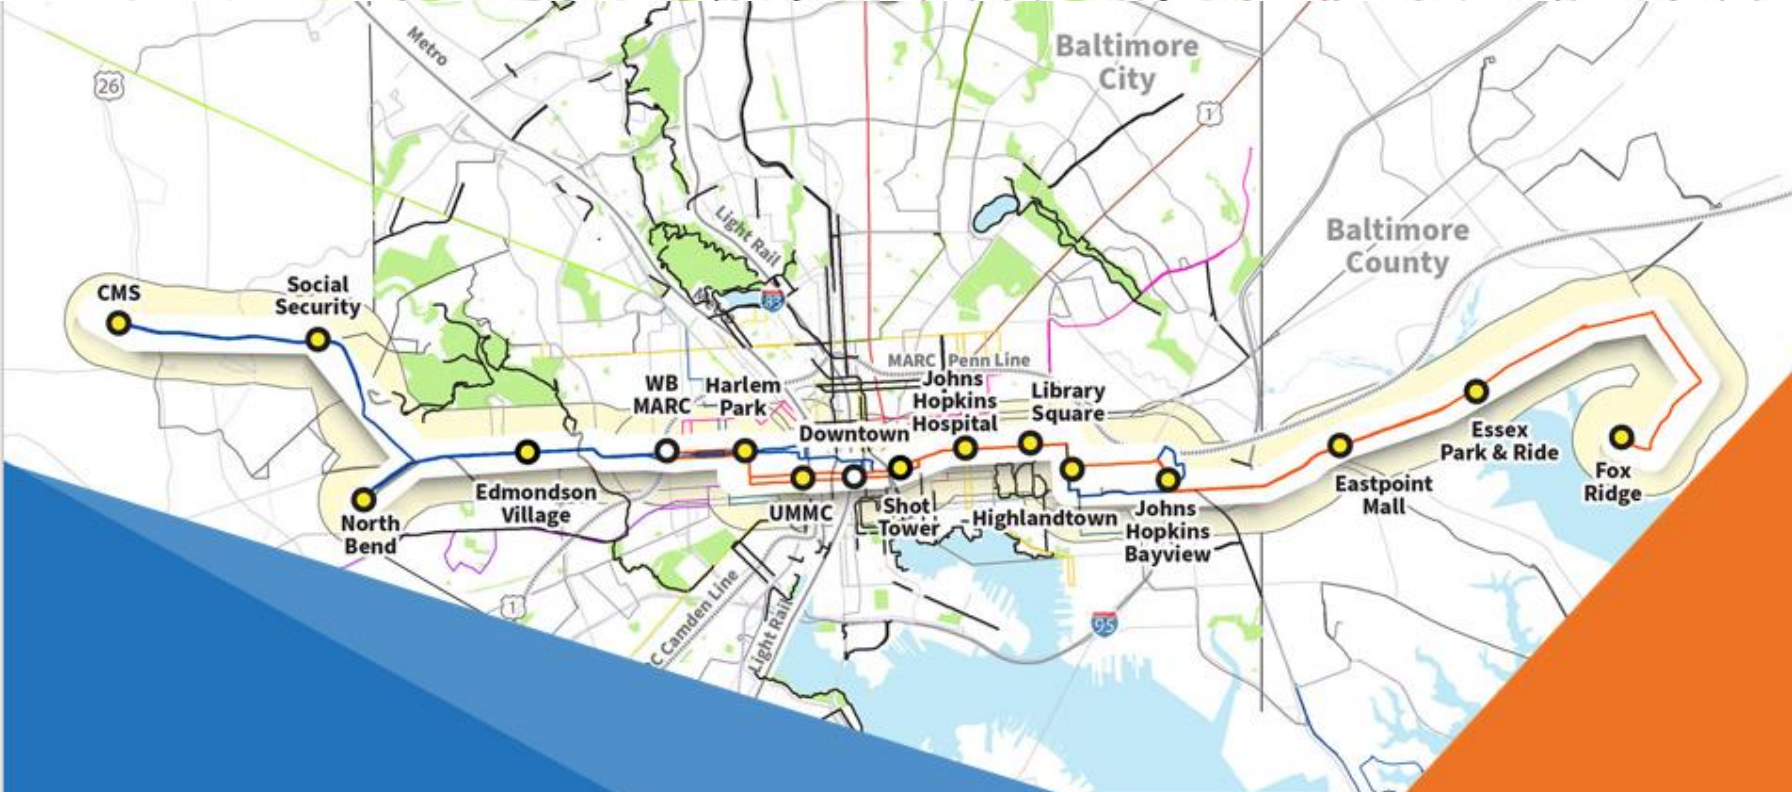 Metro
Baltimore
City
26
1
Light Rail
Baltimore
County
CMS
Social
Security
83
MARC Penn Line
WB
MARC
Harlem
Park
Johns
Hopkins
Hospital
Library
Square
Downtown
Essex
Park & Ride
Fox
Ridge
Eastpoint
Mall
Edmondson
Village
North
Bend
UMMC
Shot
Tower
Highlandtown
Johns
Hopkins
Bayview
1
C Camden Line
Light Rail
95